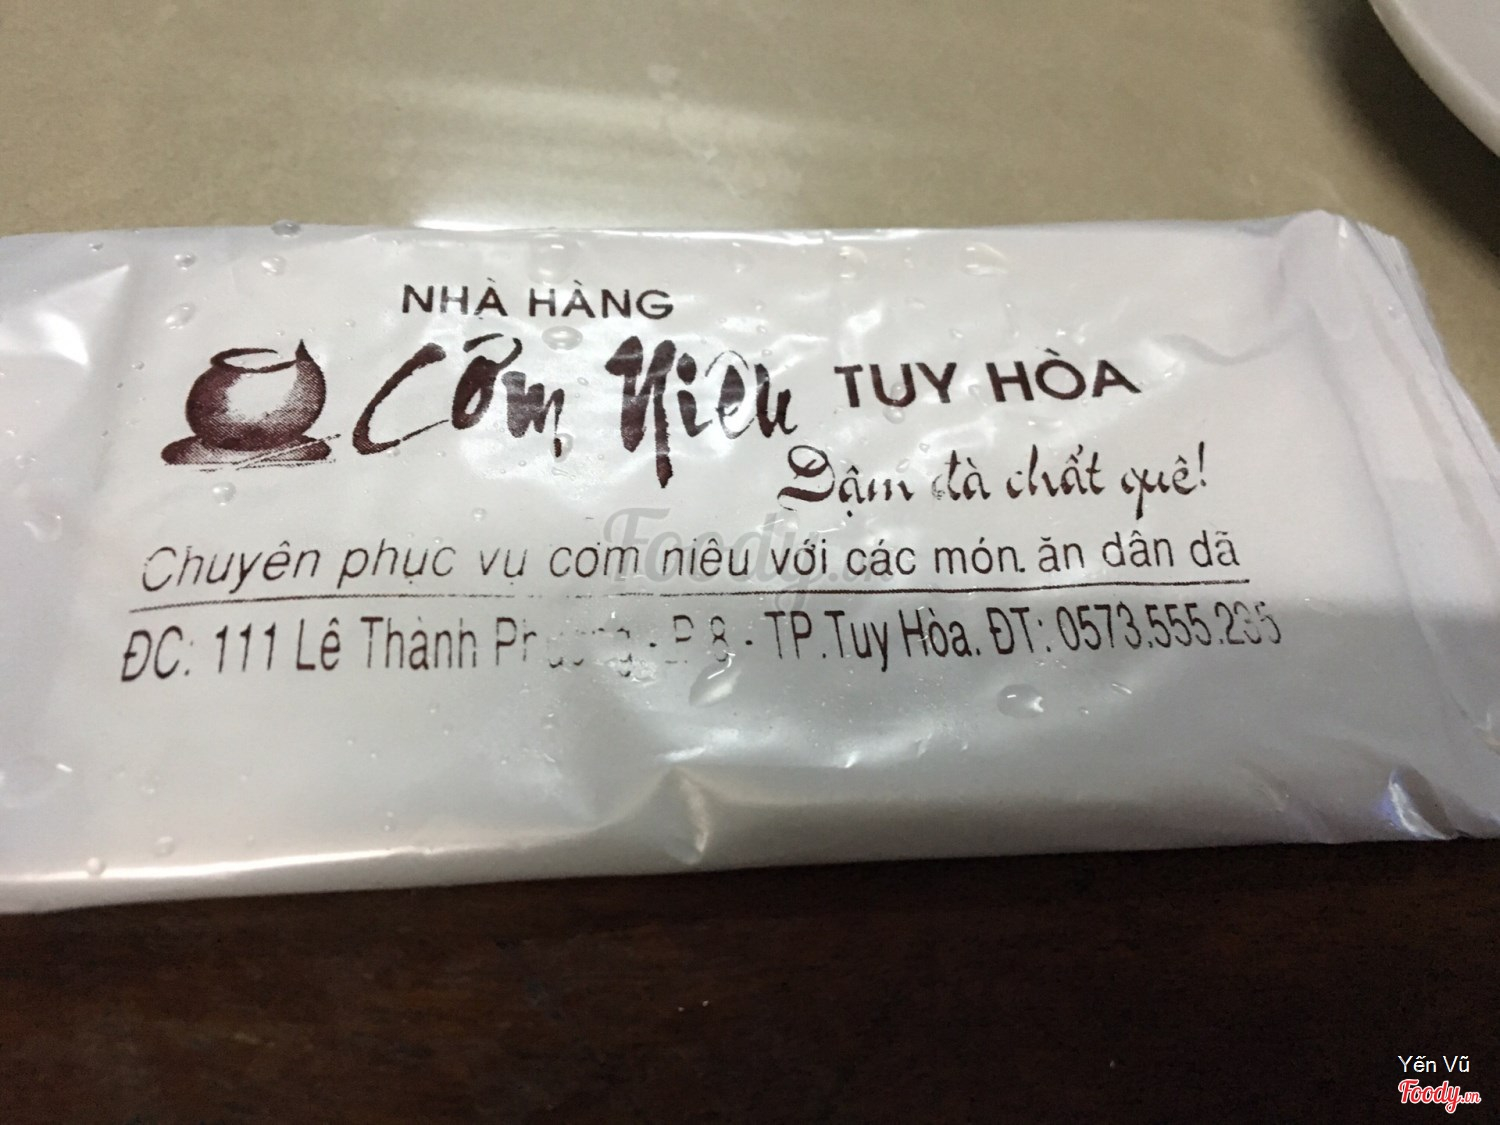 NHÀ HÀNG
Cơm Niêu TUY HÒA
Đậm đà chất quê!
Chuyên phục vụ cơm niêu với các món ăn dân dã
ĐC: 111 Lê Thành Phương - P.8 - TP.Tuy Hòa. ĐT: 0573.555.235
Foody.vn
Yến Vũ
Foody.vn